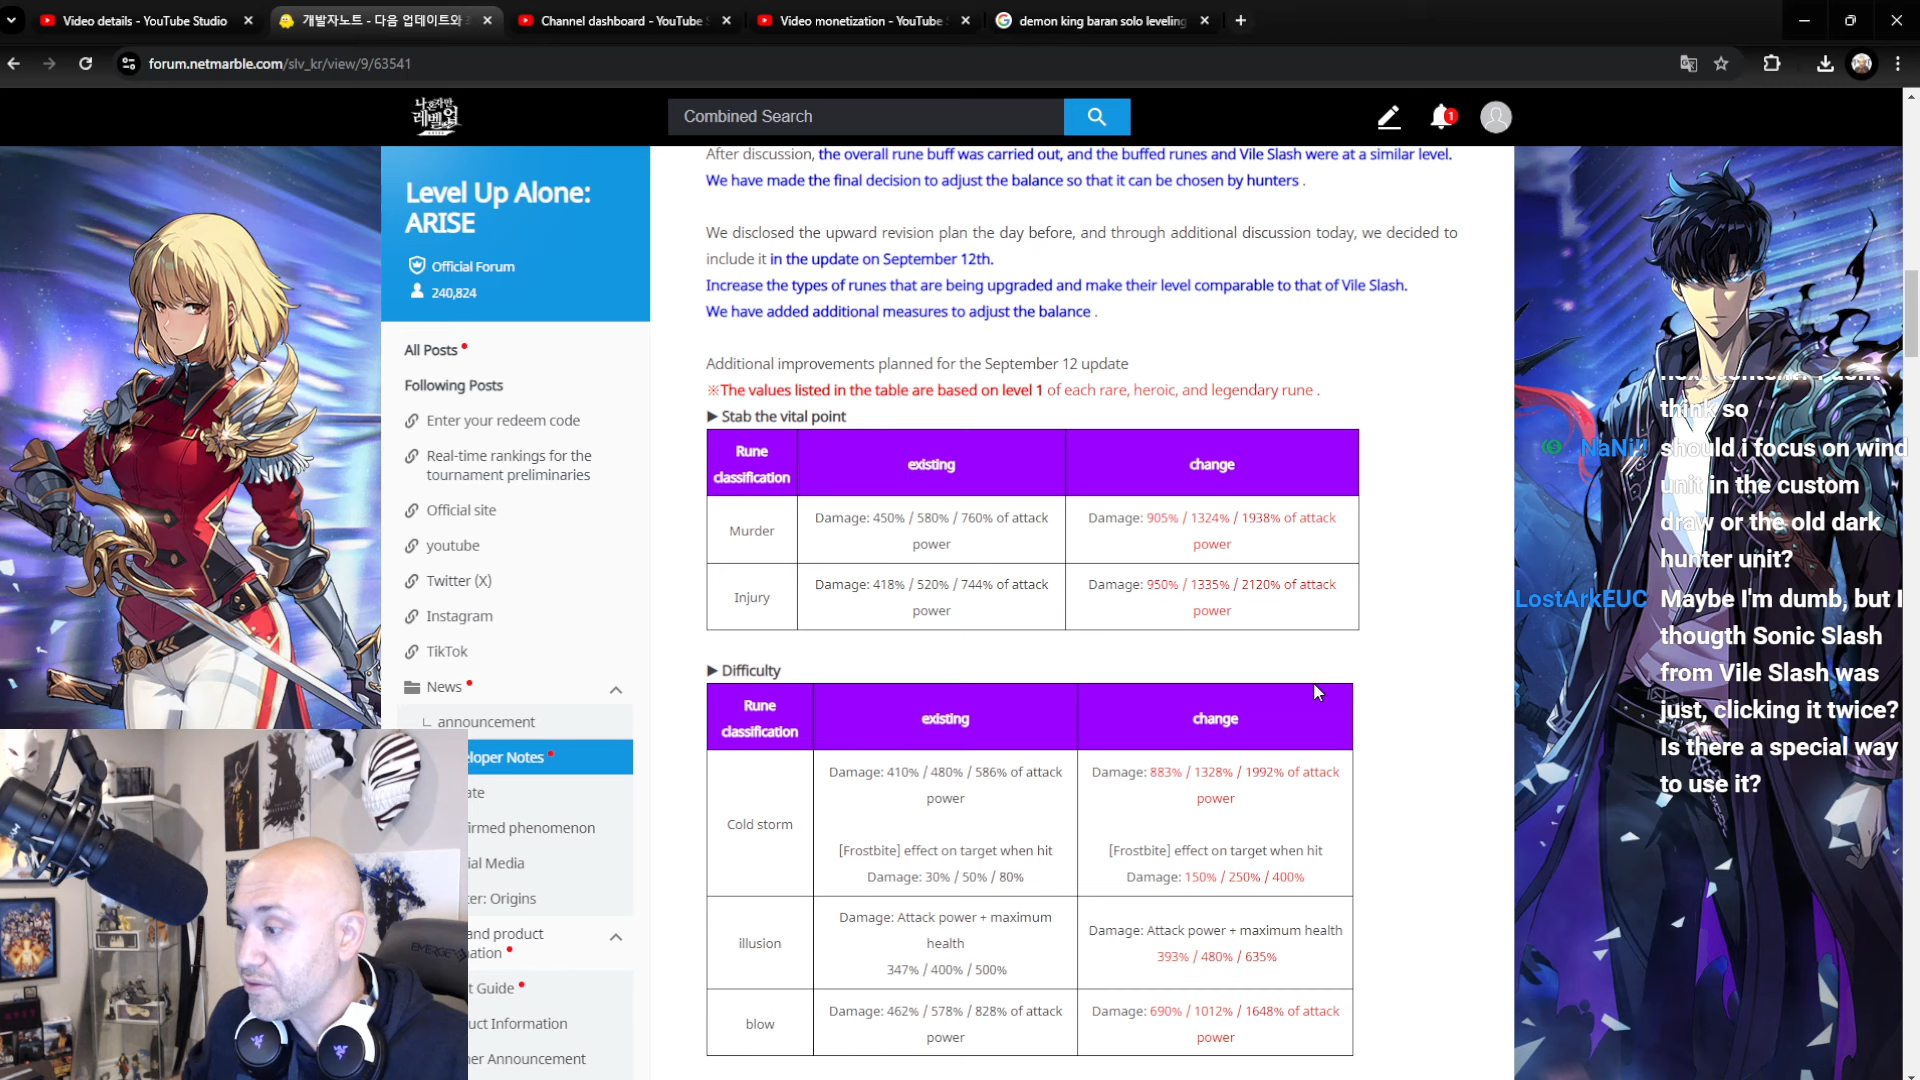 Video details - YouTube Studio
개발자노트 - 다음 업데이트와
Channel dashboard - YouTube S
Video monetization - YouTube
demon king baran solo leveling
forum.netmarble.com/slv_kr/view/9/63541
나 혼자만
레벨업
Combined Search
1
Level Up Alone:
ARISE
Official Forum
240,824
All Posts
Following Posts
Enter your redeem code
Real-time rankings for the
tournament preliminaries
Official site
youtube
Twitter (X)
Instagram
TikTok
News
announcement
eloper Notes
ate
irmed phenomenon
ial Media
ter: Origins
and product
ation
t Guide
uct Information
er Announcement
After discussion, the overall rune buff was carried out, and the buffed runes and Vile Slash were at a similar level.
We have made the final decision to adjust the balance so that it can be chosen by hunters .
We disclosed the upward revision plan the day before, and through additional discussion today, we decided to
include it in the update on September 12th.
Increase the types of runes that are being upgraded and make their level comparable to that of Vile Slash.
We have added additional measures to adjust the balance .
Additional improvements planned for the September 12 update
※The values listed in the table are based on level 1 of each rare, heroic, and legendary rune .
▶ Stab the vital point
Rune
classification
existing
change
Murder
Damage: 450% / 580% / 760% of attack
power
Damage: 905% / 1324% / 1938% of attack
power
Injury
Damage: 418% / 520% / 744% of attack
power
Damage: 950% / 1335% / 2120% of attack
power
▶ Difficulty
Rune
classification
existing
change
Cold storm
Damage: 410% / 480% / 586% of attack
power
[Frostbite] effect on target when hit
Damage: 30% / 50% / 80%
Damage: 883% / 1328% / 1992% of attack
power
[Frostbite] effect on target when hit
Damage: 150% / 250% / 400%
illusion
Damage: Attack power + maximum
health
347% / 400% / 500%
Damage: Attack power + maximum health
393% / 480% / 635%
blow
Damage: 462% / 578% / 828% of attack
power
Damage: 690% / 1012% / 1648% of attack
power
think so
NaNi!! should i focus on wind
unit in the custom
draw or the old dark
hunter unit?
LostArkEUC Maybe I'm dumb, but I
thougth Sonic Slash
from Vile Slash was
just, clicking it twice?
Is there a special way
to use it?